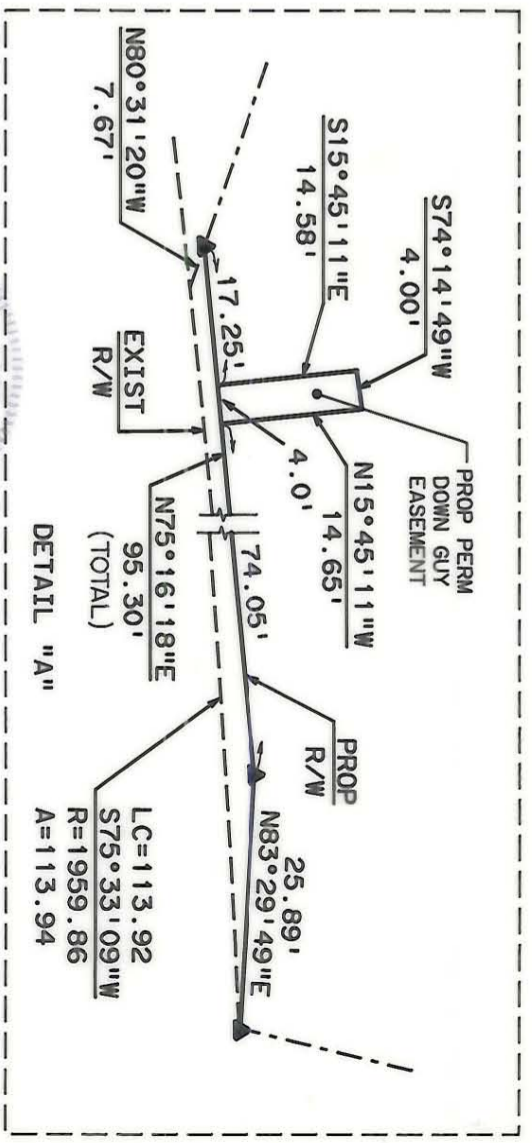 S74°14'49"W
4.00'
PROP PERM
DOWN GUY
EASEMENT
S15°45'11"E
14.58'
N15°45'11"W
14.65'
N80°31'20"W
7.67'
17.25'
4.0'
74.05'
PROP
R/W
25.89'
N83°29'49"E
EXIST
R/W
N75°16'18"E
95.30'
(TOTAL)
LC=113.92
S75°33'09"W
R=1959.86
A=113.94
DETAIL "A"